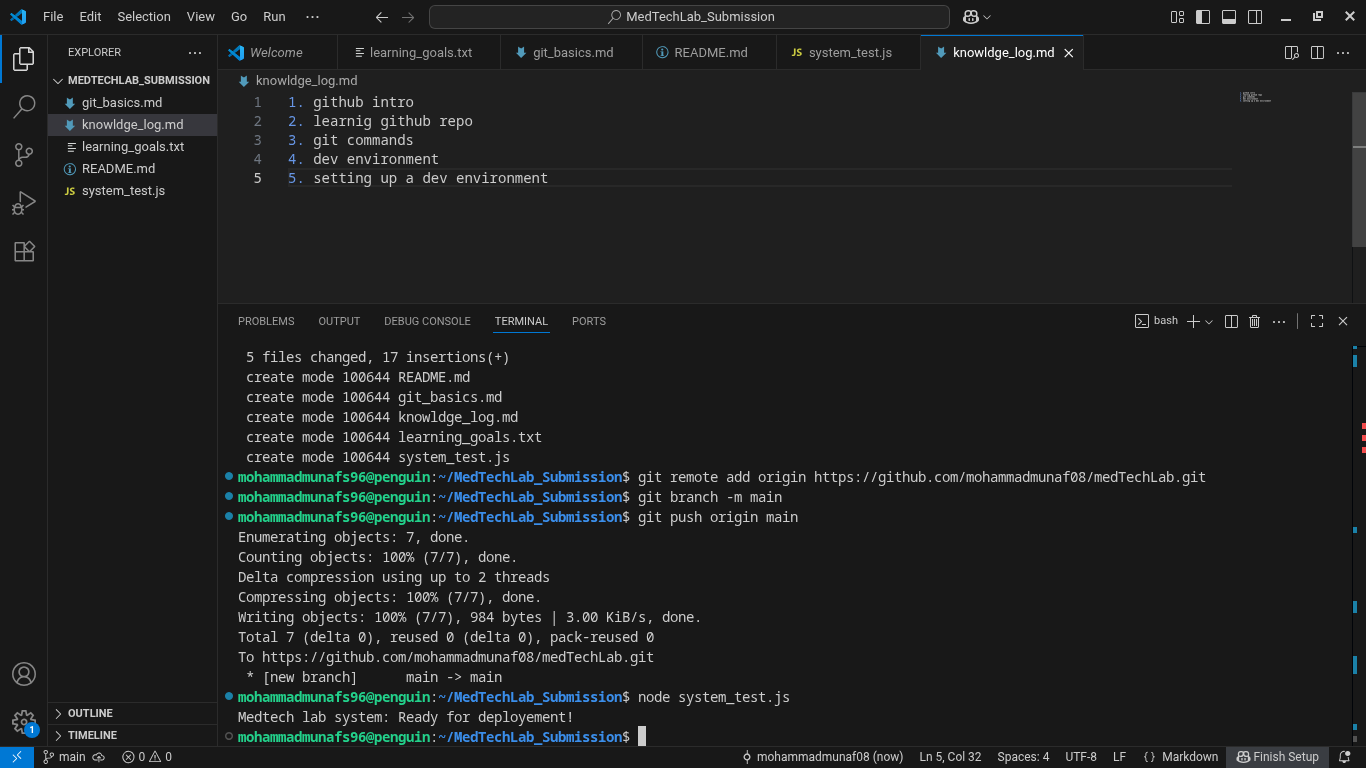 File Edit Selection View Go Run ··· MedTechLab_Submission
EXPLORER ···
MEDTECHLAB_SUBMISSION
git_basics.md
knowldge_log.md
learning_goals.txt
README.md
JS system_test.js
OUTLINE
TIMELINE
1
Welcome learning_goals.txt git_basics.md README.md JS system_test.js knowldge_log.md ···
knowldge_log.md
1 1. github intro
2 2. learnig github repo
3 3. git commands
4 4. dev environment
5 5. setting up a dev environment
PROBLEMS OUTPUT DEBUG CONSOLE TERMINAL PORTS bash ···
5 files changed, 17 insertions(+)
create mode 100644 README.md
create mode 100644 git_basics.md
create mode 100644 knowldge_log.md
create mode 100644 learning_goals.txt
create mode 100644 system_test.js
mohammadmunafs96@penguin:~/MedTechLab_Submission$ git remote add origin https://github.com/mohammadmunaf08/medTechLab.git
mohammadmunafs96@penguin:~/MedTechLab_Submission$ git branch -m main
mohammadmunafs96@penguin:~/MedTechLab_Submission$ git push origin main
Enumerating objects: 7, done.
Counting objects: 100% (7/7), done.
Delta compression using up to 2 threads
Compressing objects: 100% (7/7), done.
Writing objects: 100% (7/7), 984 bytes | 3.00 KiB/s, done.
Total 7 (delta 0), reused 0 (delta 0), pack-reused 0
To https://github.com/mohammadmunaf08/medTechLab.git
* [new branch] main -> main
mohammadmunafs96@penguin:~/MedTechLab_Submission$ node system_test.js
Medtech lab system: Ready for deployement!
mohammadmunafs96@penguin:~/MedTechLab_Submission$
main 0 0 mohammadmunaf08 (now) Ln 5, Col 32 Spaces: 4 UTF-8 LF { } Markdown Finish Setup